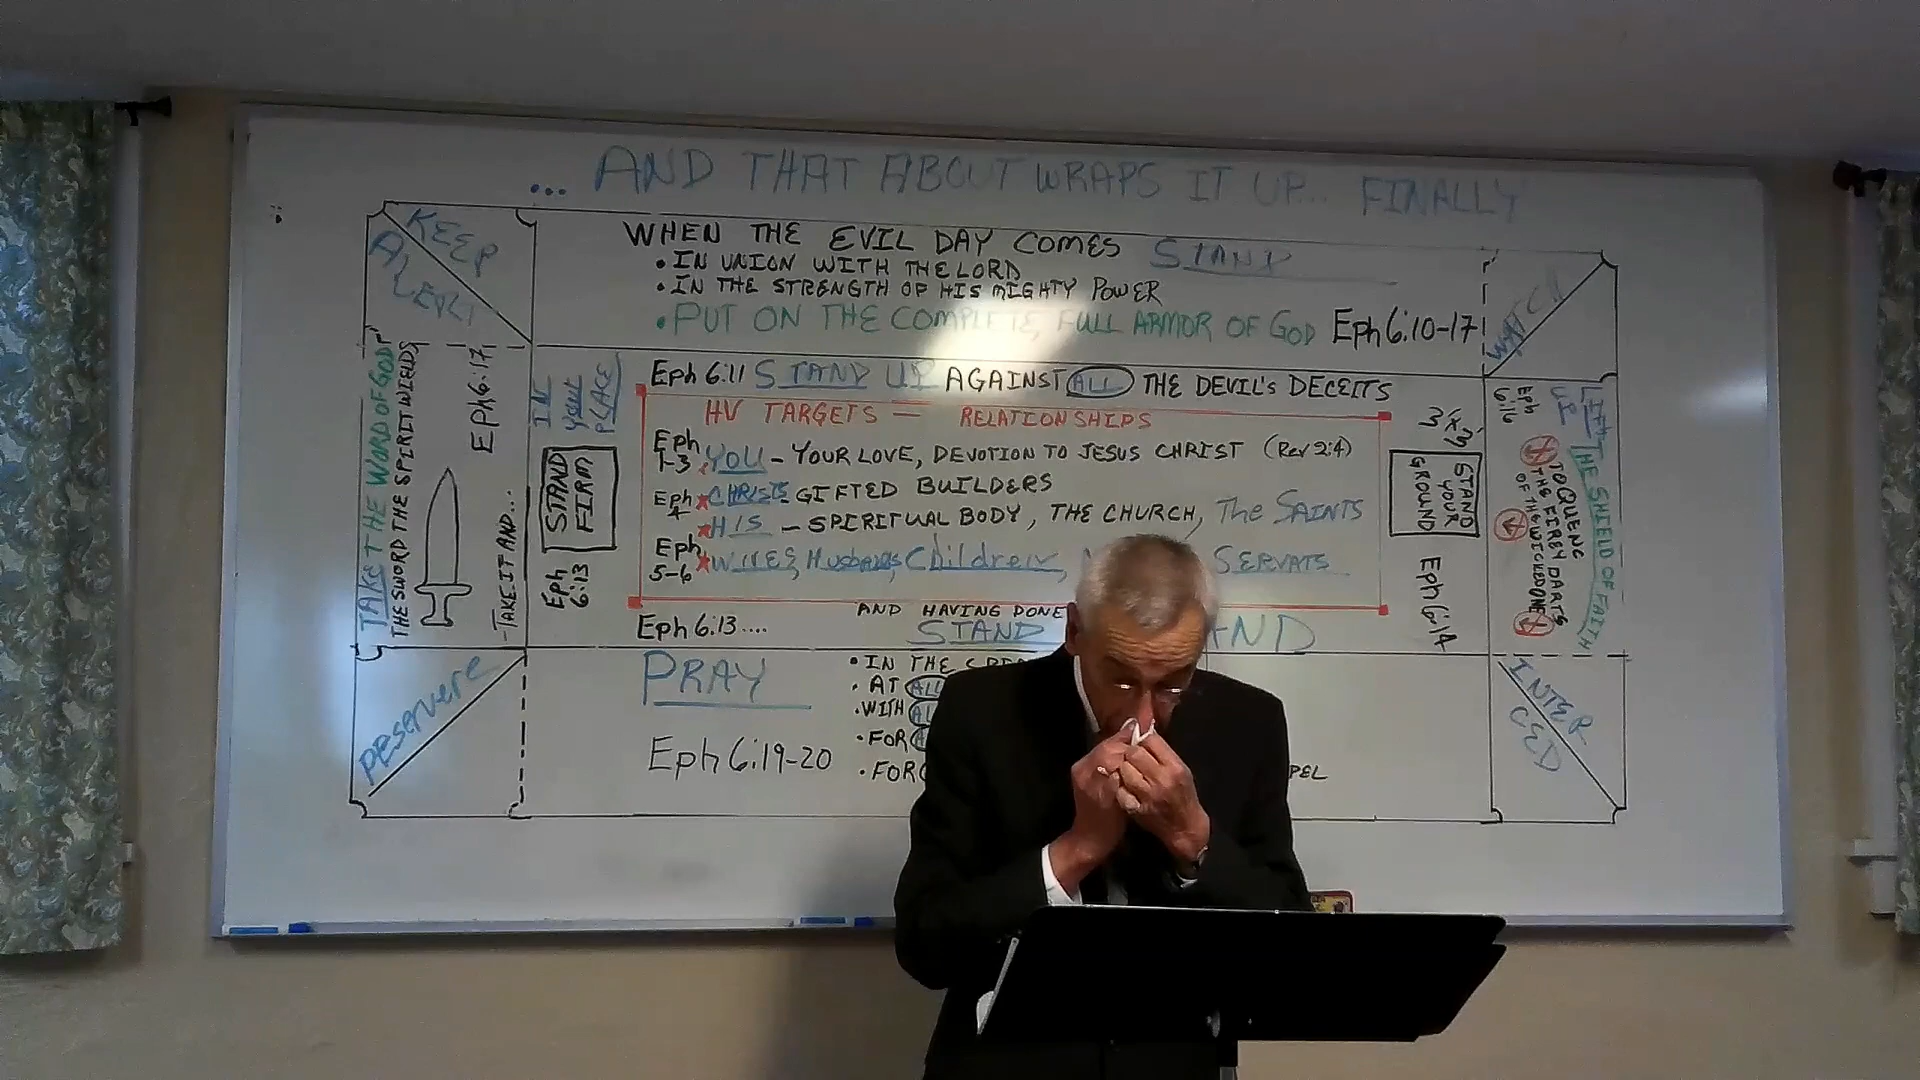 ... AND THAT ABOUT WRAPS IT UP... FINALLY
KEEP
ALERT
WHEN THE EVIL DAY COMES STAND
• IN UNION WITH THE LORD
• IN THE STRENGTH OF HIS MIGHTY POWER
• PUT ON THE COMPLETE, FULL ARMOR OF GOD Eph 6:10-17
WATCH
TAKE THE WORD OF GOD
THE SWORD THE SPIRIT WIELDS
Eph 6:17
-TAKE IT AND...
IN
YOUR
PLACE
STAND
FIRM
Eph
6:13
Eph 6:11 STAND UP AGAINST ALL THE DEVIL'S DECEITS
HV TARGETS — RELATIONSHIPS
Eph
1-3 YOU - YOUR LOVE, DEVOTION TO JESUS CHRIST (Rev 2:4)
Eph
4 CHRISTS GIFTED BUILDERS
HIS - SPIRITUAL BODY, THE CHURCH, The SAINTS
Eph
5-6 WIVES, Husbands, Children, SERVATS
AND HAVING DONE
Eph 6:13.... STAND
STAND
YOUR
GROUND
Eph 6:14
LIFT THE SHIELD OF FAITH
UP
Eph
6:16
TO QUENC
THE FIREY DARTS
OF THE WICKED ONE
PESERVERE
PRAY
• IN THE
• AT ALL
• WITH
• FOR
• FOR
Eph 6:19-20
INTER
CED